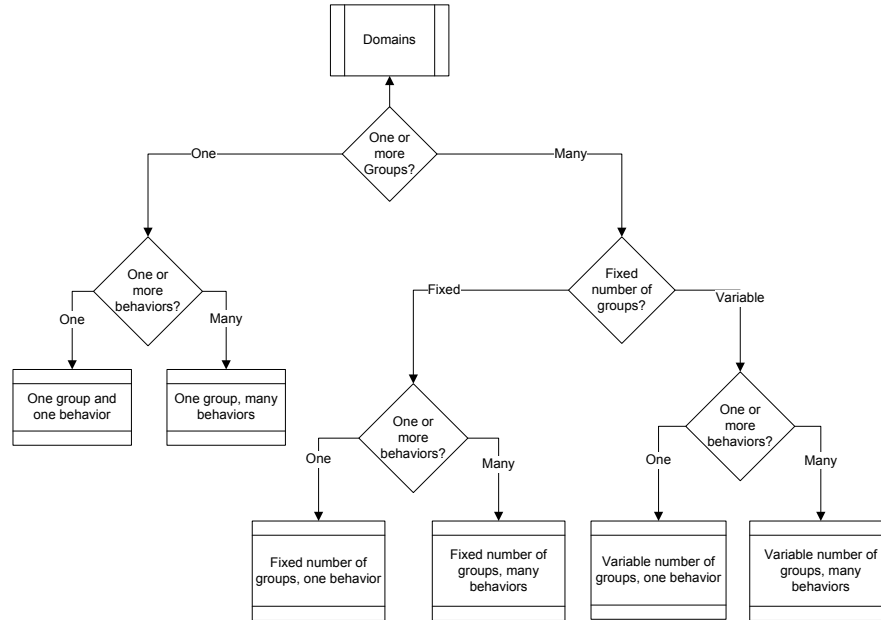 Domains
One or
more
Groups?
One
Many
One or
more
behaviors?
Fixed
number of
groups?
Fixed
Variable
One
Many
One group and
one behavior
One group, many
behaviors
One or
more
behaviors?
One or
more
behaviors?
One
Many
One
Many
Fixed number of
groups, one behavior
Fixed number of
groups, many
behaviors
Variable number of
groups, one behavior
Variable number of
groups, many
behaviors